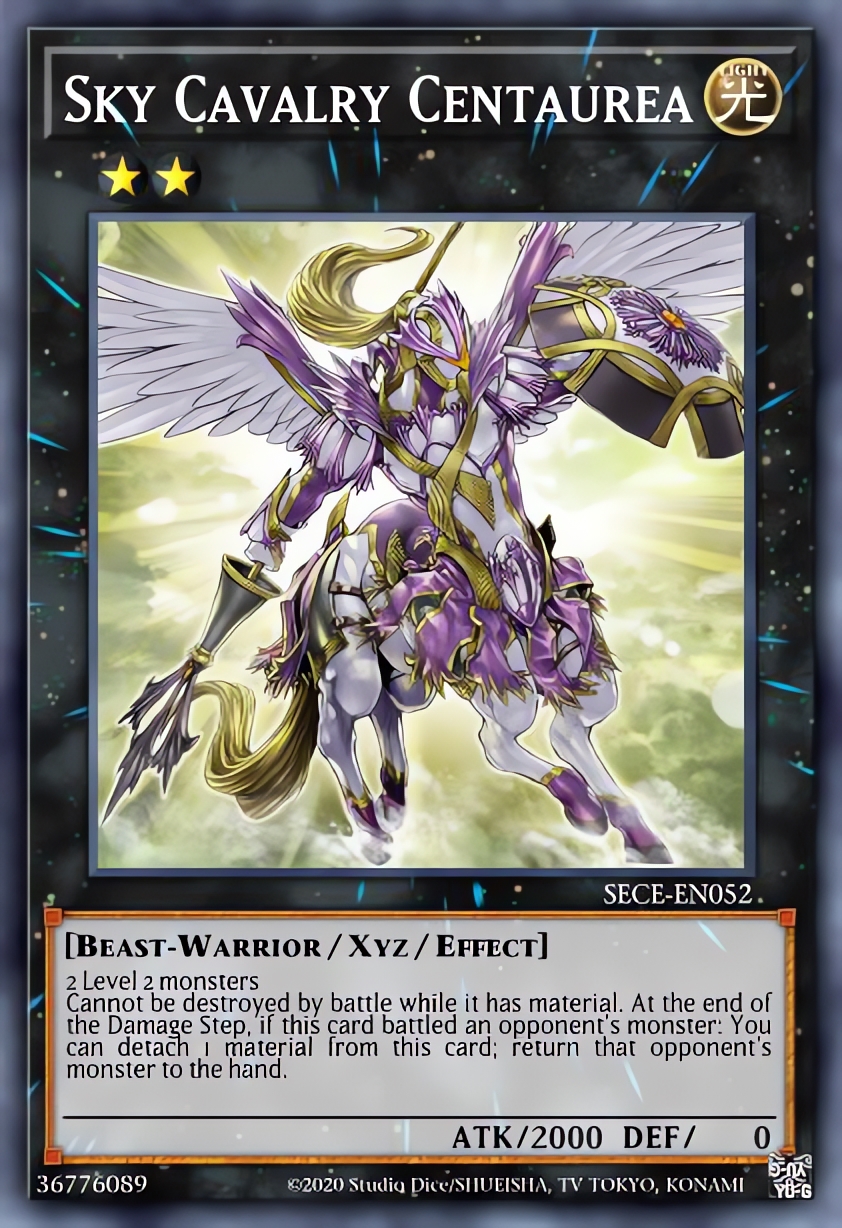 SKY CAVALRY CENTAUREA
LIGHT
光
SECE-EN052
[BEAST-WARRIOR / XYZ / EFFECT]
2 Level 2 monsters
Cannot be destroyed by battle while it has material. At the end of
the Damage Step, if this card battled an opponent's monster: You
can detach 1 material from this card; return that opponent's
monster to the hand.
ATK/2000 DEF/ 0
36776089
©2020 Studio Dice/SHUEISHA, TV TOKYO, KONAMI